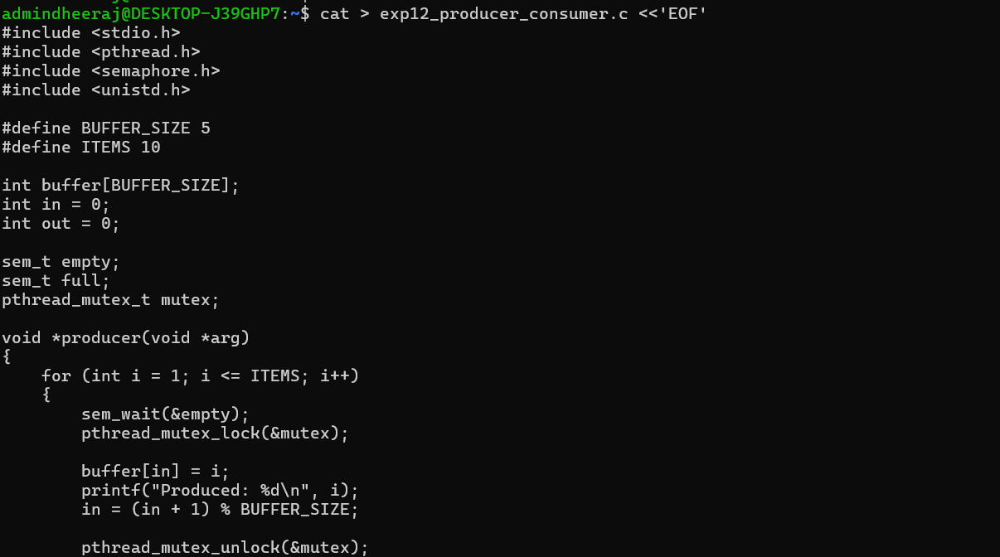 admindheeraj@DESKTOP-J39GHP7:~$ cat > exp12_producer_consumer.c <<'EOF'
#include <stdio.h>
#include <pthread.h>
#include <semaphore.h>
#include <unistd.h>

#define BUFFER_SIZE 5
#define ITEMS 10

int buffer[BUFFER_SIZE];
int in = 0;
int out = 0;

sem_t empty;
sem_t full;
pthread_mutex_t mutex;

void *producer(void *arg)
{
    for (int i = 1; i <= ITEMS; i++)
    {
        sem_wait(&empty);
        pthread_mutex_lock(&mutex);

        buffer[in] = i;
        printf("Produced: %d\n", i);
        in = (in + 1) % BUFFER_SIZE;

        pthread_mutex_unlock(&mutex);